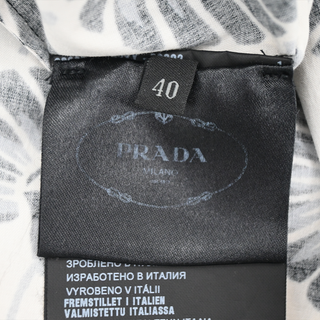 40
PRADA
MILANO
ИЗРАБОТЕНО В ИТАЛИЯ
VYROBENO V ITÁLII
FREMSTILLET I ITALIEN
VALMISTETTU ITALIASSA